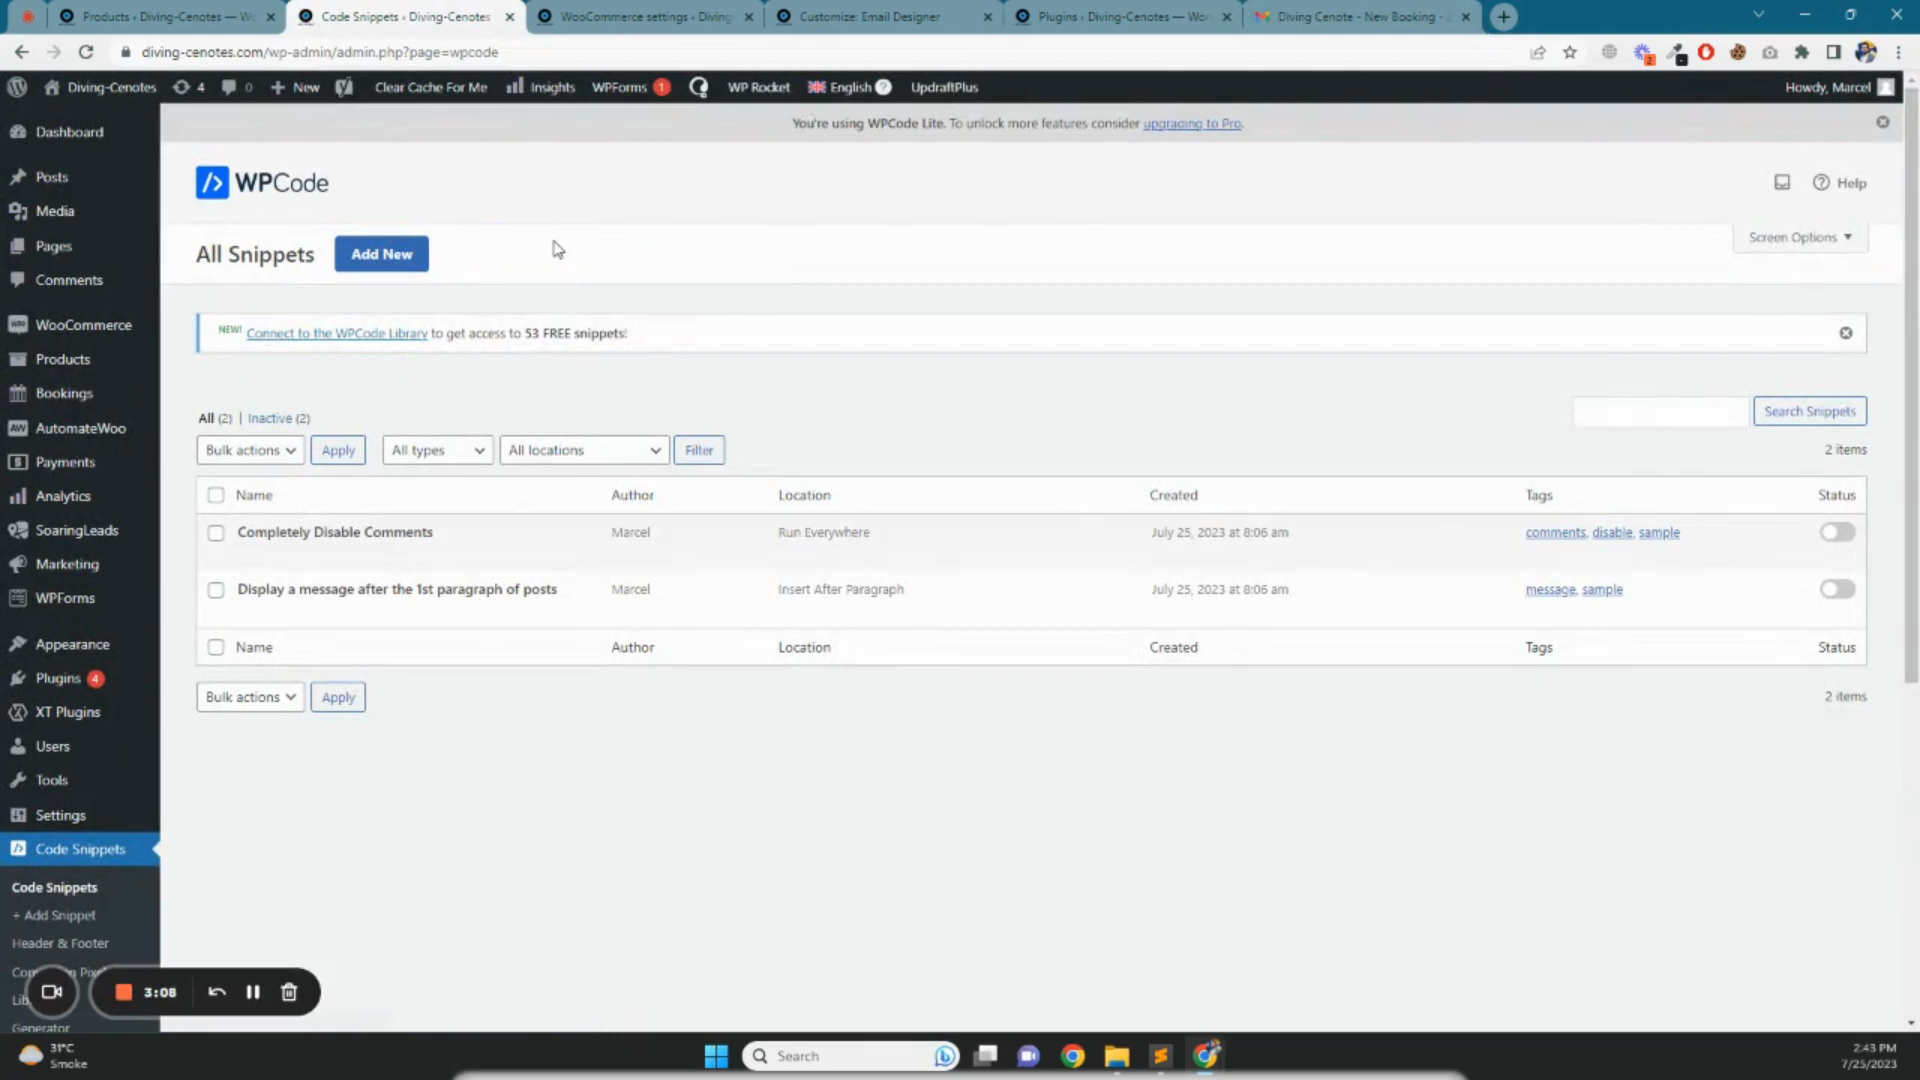 Products ‹ Diving-Cenotes — Wo
Code Snippets ‹ Diving-Cenotes
WooCommerce settings ‹ Diving
Customize: Email Designer
Plugins ‹ Diving-Cenotes — Wor
Diving Cenote - New Booking -
diving-cenotes.com/wp-admin/admin.php?page=wpcode
2
Diving-Cenotes
4
0
New
Clear Cache For Me
Insights
WPForms 1
WP Rocket
English ?
UpdraftPlus
Howdy, Marcel
You're using WPCode Lite. To unlock more features consider upgrading to Pro.
WPCode
Help
All Snippets
Add New
Screen Options
NEW! Connect to the WPCode Library to get access to 53 FREE snippets!
All (2) | Inactive (2)
Search Snippets
Bulk actions
Apply
All types
All locations
Filter
2 items
Name Author Location Created Tags Status
Completely Disable Comments Marcel Run Everywhere July 25, 2023 at 8:06 am comments, disable, sample
Display a message after the 1st paragraph of posts Marcel Insert After Paragraph July 25, 2023 at 8:06 am message, sample
Name Author Location Created Tags Status
Bulk actions
Apply
2 items
Dashboard
Posts
Media
Pages
Comments
WooCommerce
Products
Bookings
AutomateWoo
Payments
Analytics
SoaringLeads
Marketing
WPForms
Appearance
Plugins 4
XT Plugins
Users
Tools
Settings
Code Snippets
Code Snippets
+ Add Snippet
Header & Footer
3:08
Generator
31°C
Smoke
Search
2:43 PM
7/25/2023